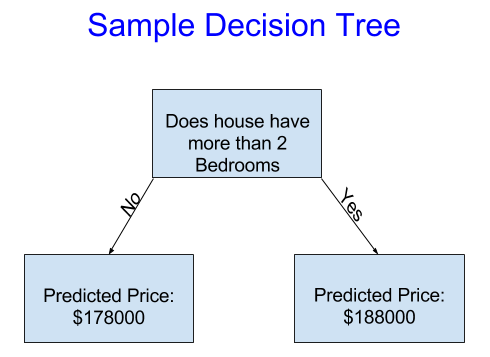 Sample Decision Tree
Does house have
more than 2
Bedrooms
No
Yes
Predicted Price:
$178000
Predicted Price:
$188000